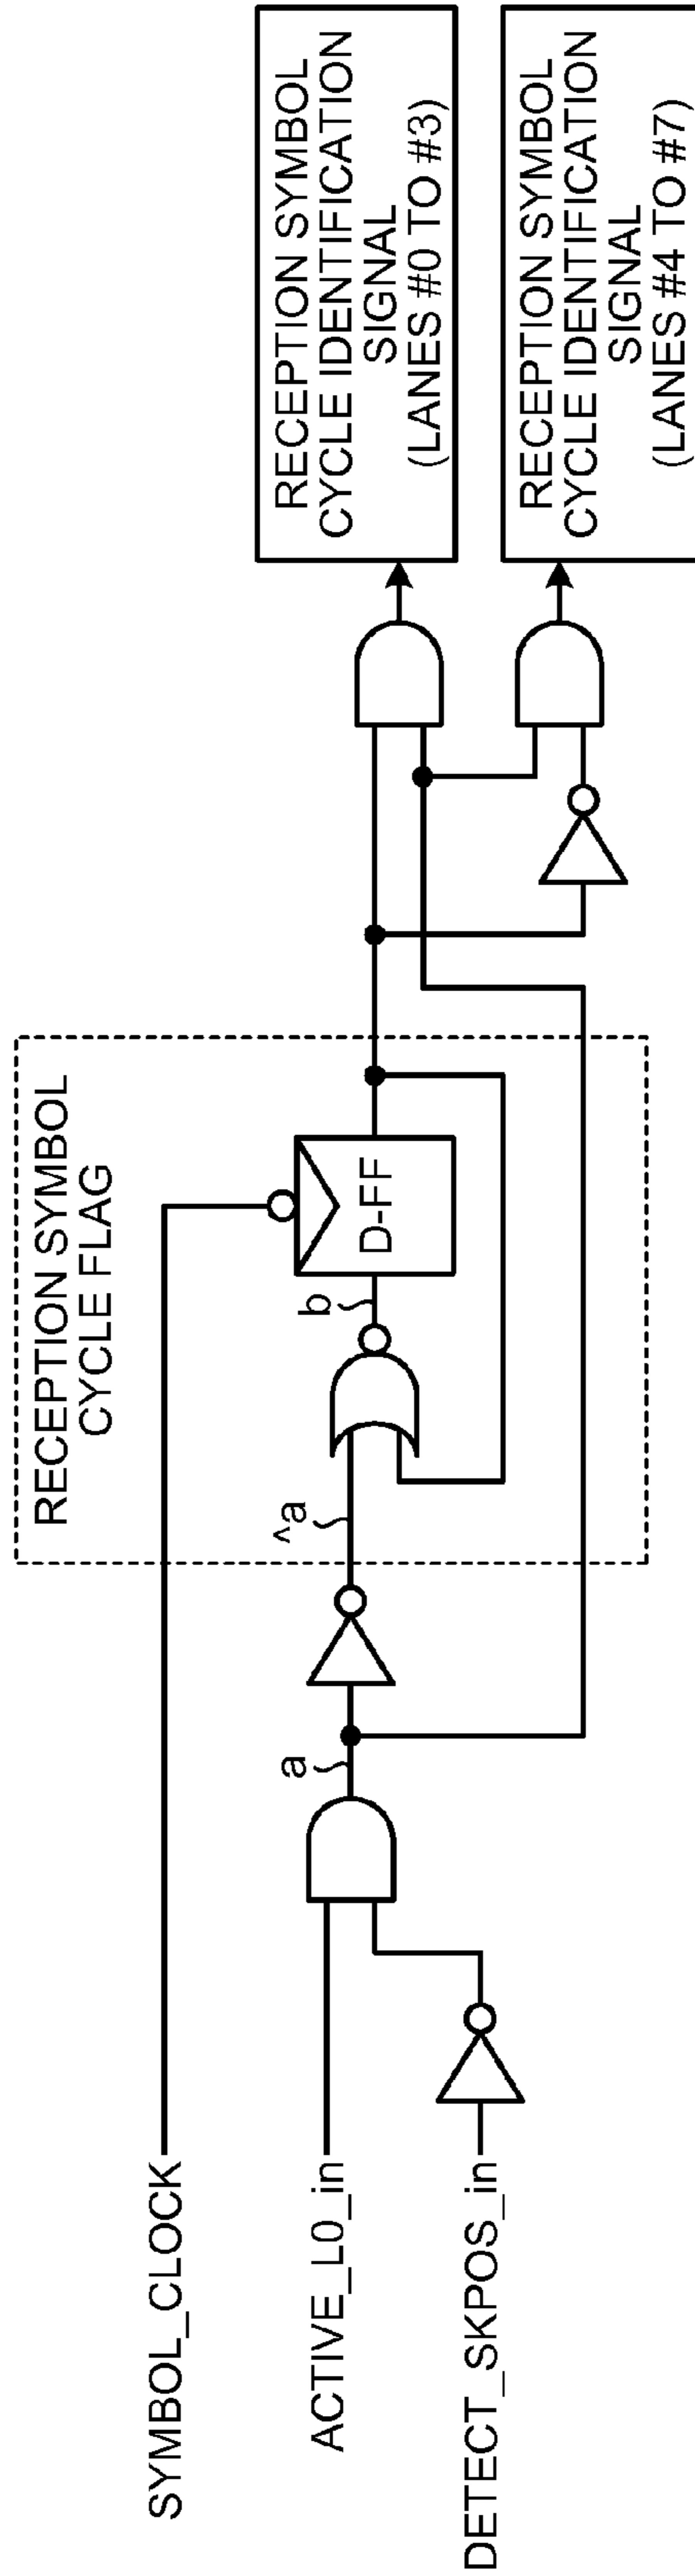 SYMBOL_CLOCK
ACTIVE_L0_in
DETECT_SKPOS_in
a
^a
RECEPTION SYMBOL
CYCLE FLAG
b
D-FF
RECEPTION SYMBOL
CYCLE IDENTIFICATION
SIGNAL
(LANES #0 TO #3)
RECEPTION SYMBOL
CYCLE IDENTIFICATION
SIGNAL
(LANES #4 TO #7)